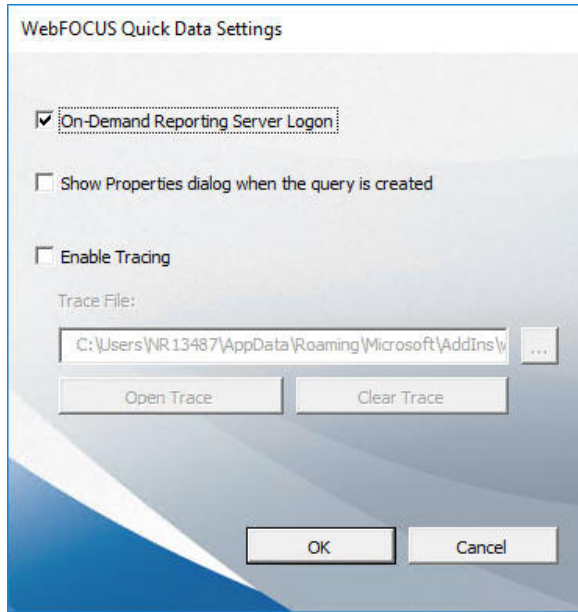 WebFOCUS Quick Data Settings
On-Demand Reporting Server Logon
Show Properties dialog when the query is created
Enable Tracing
Trace File:
C:\Users\NR13487\AppData\Roaming\Microsoft\AddIns\
...
Open Trace
Clear Trace
OK
Cancel